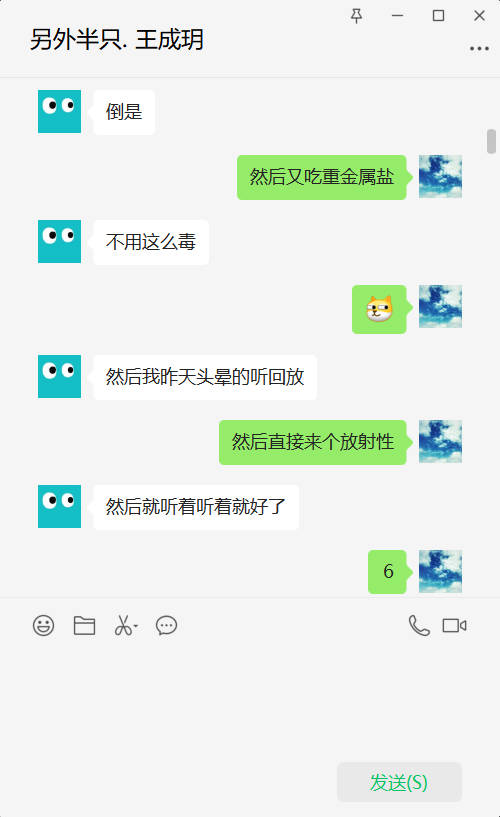 另外半只. 王成玥
倒是
然后又吃重金属盐
不用这么毒
然后我昨天头晕的听回放
然后直接来个放射性
然后就听着听着就好了
6
发送(S)